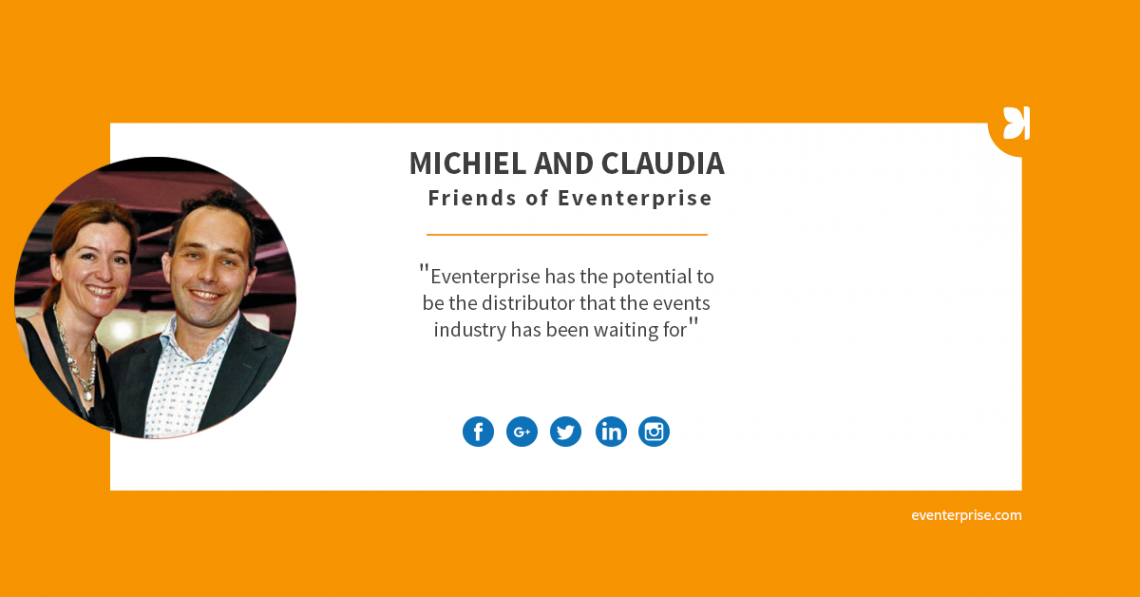 MICHIEL AND CLAUDIA
Friends of Eventerprise
"Eventerprise has the potential to
be the distributor that the events
industry has been waiting for"
f G+ in
eventerprise.com